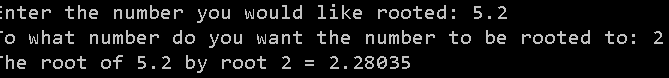 Enter the number you would like rooted: 5.2
To what number do you want the number to be rooted to: 2
The root of 5.2 by root 2 = 2.28035